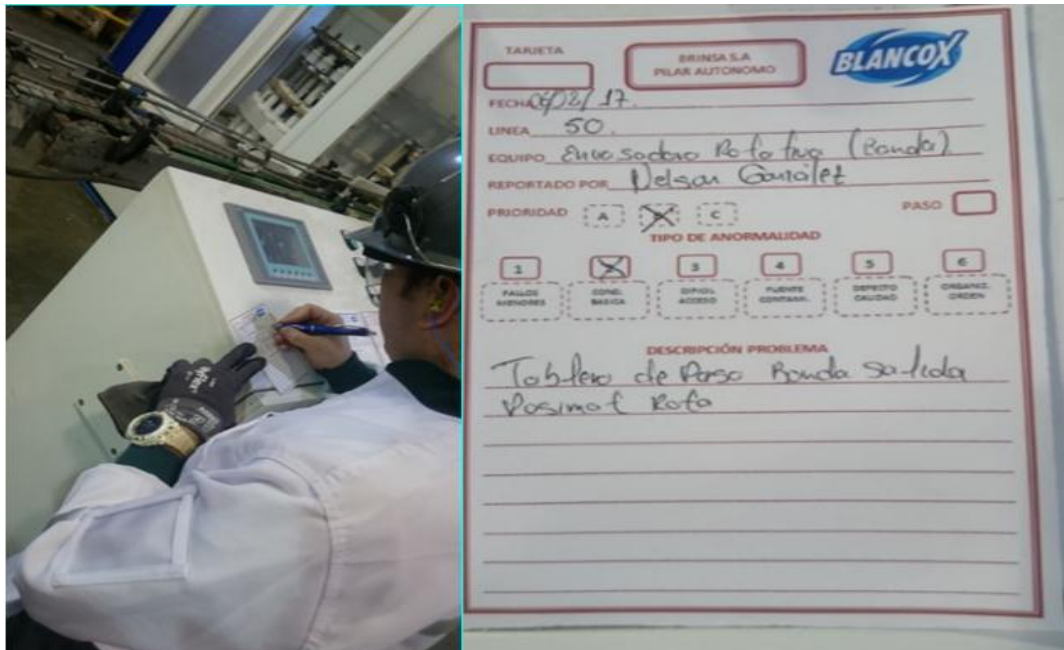 TARJETA
BRINSA S.A
PILAR AUTONOMO
BLANCOX
FECHA 06/02/17.
LINEA 50.
EQUIPO Envasadora Rotativa (Banda)
REPORTADO POR Nelson González
PRIORIDAD A B C PASO
TIPO DE ANORMALIDAD
1 2 3 4 5 6
FALLOS MENORES COND. BASICA DIFICIL ACCESO FUENTE CONTAMI. DEFECTO CALIDAD ORGANIZ. ORDEN
DESCRIPCIÓN PROBLEMA
Tablero de Paso Banda salida
Posimat Rota